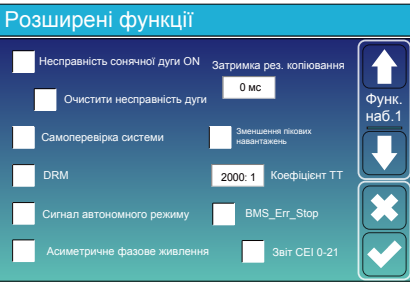 Розширені функції
Несправність сонячної дуги ON
Затримка рез. копіювання
0 мс
Очистити несправність дуги
Функ.
наб.1
Самоперевірка системи
Зменшення пікових
навантажень
DRM
2000: 1
Коефіцієнт ТТ
Сигнал автономного режиму
BMS_Err_Stop
Асиметричне фазове живлення
Звіт CEI 0-21